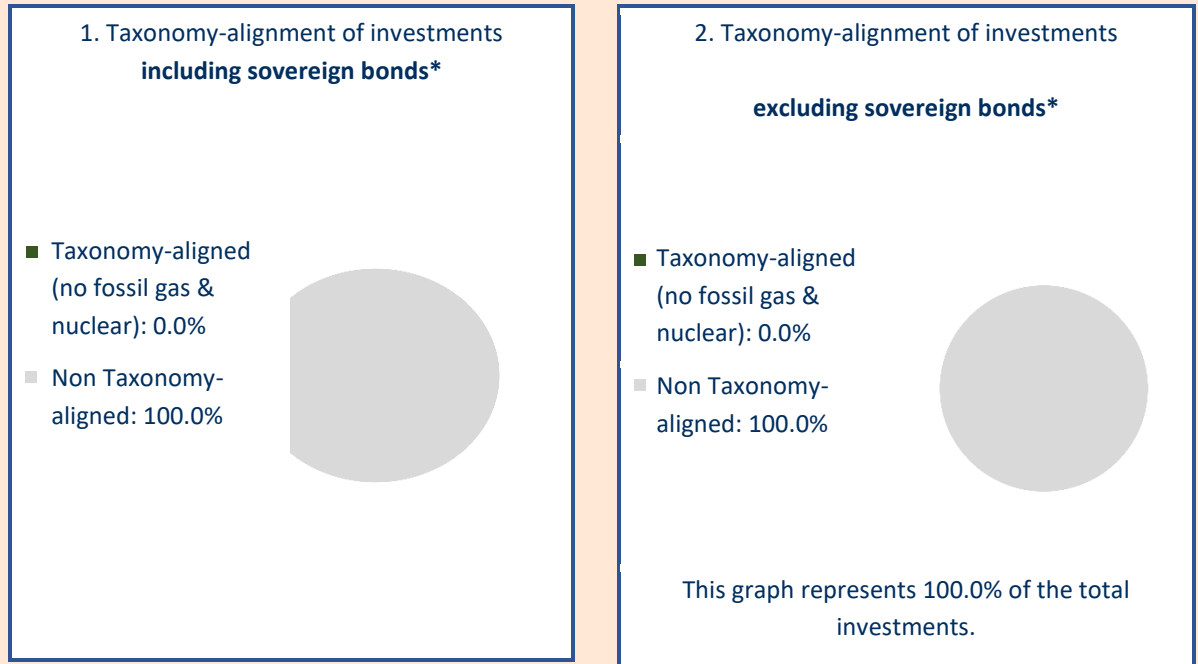 1. Taxonomy-alignment of investments
including sovereign bonds*
Taxonomy-aligned
(no fossil gas &
nuclear): 0.0%
Non Taxonomy-
aligned: 100.0%
2. Taxonomy-alignment of investments
excluding sovereign bonds*
Taxonomy-aligned
(no fossil gas &
nuclear): 0.0%
Non Taxonomy-
aligned: 100.0%
This graph represents 100.0% of the total
investments.